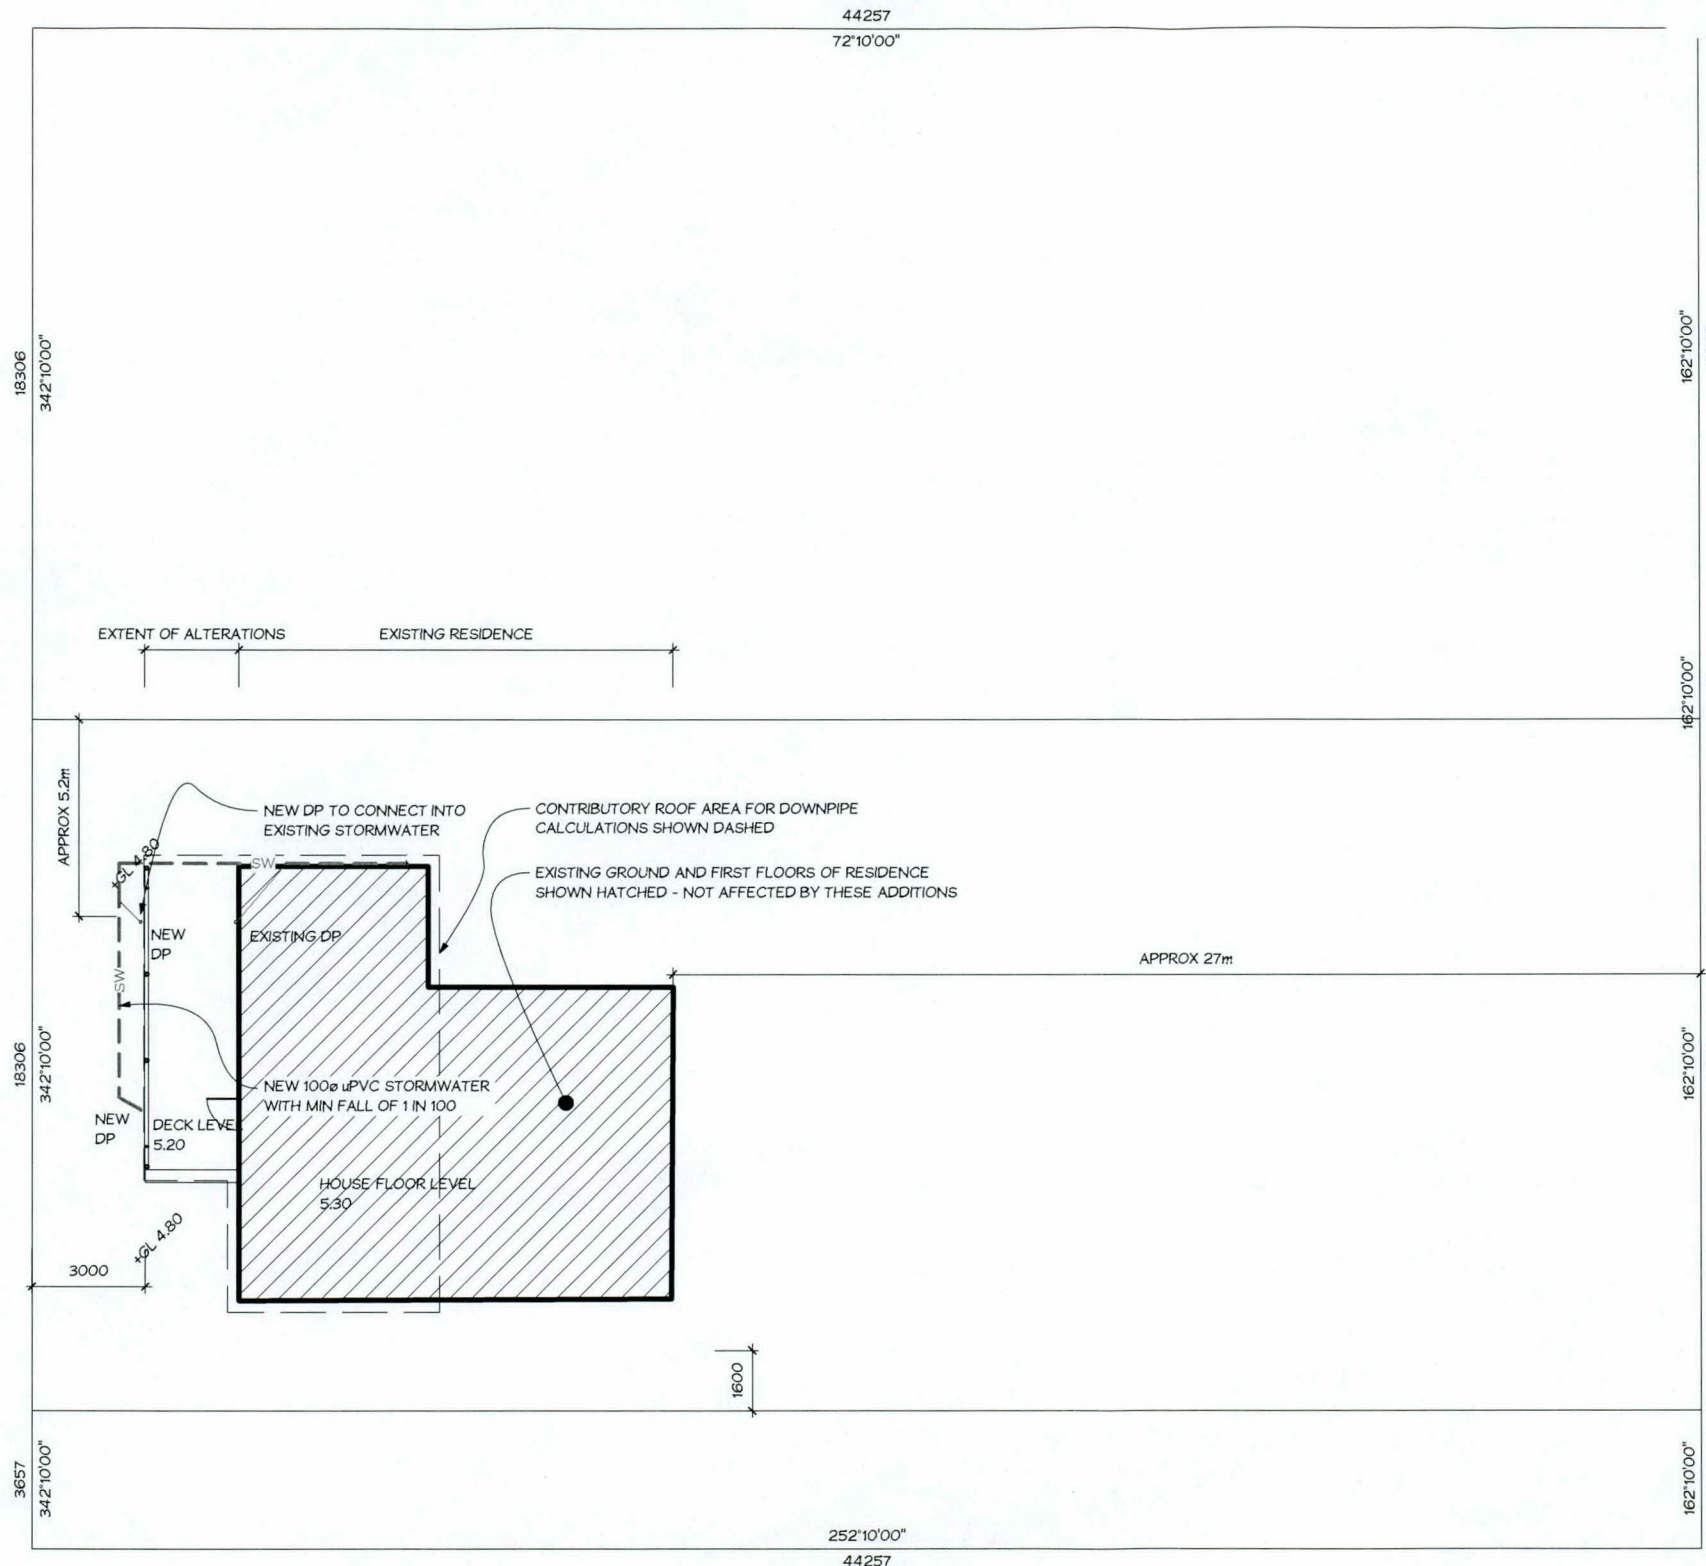 44257
72°10'00"
18306
342°10'00"
162°10'00"
EXTENT OF ALTERATIONS
EXISTING RESIDENCE
162°10'00"
APPROX 5.2m
NEW DP TO CONNECT INTO
EXISTING STORMWATER
CONTRIBUTORY ROOF AREA FOR DOWNPIPE
CALCULATIONS SHOWN DASHED
+GL 4.80
SW
EXISTING GROUND AND FIRST FLOORS OF RESIDENCE
SHOWN HATCHED - NOT AFFECTED BY THESE ADDITIONS
NEW
DP
EXISTING DP
APPROX 27m
SW
18306
342°10'00"
162°10'00"
NEW 100ø uPVC STORMWATER
WITH MIN FALL OF 1 IN 100
NEW
DP
DECK LEVEL
5.20
HOUSE FLOOR LEVEL
5.30
+GL 4.80
3000
1600
3657
342°10'00"
162°10'00"
252°10'00"
44257